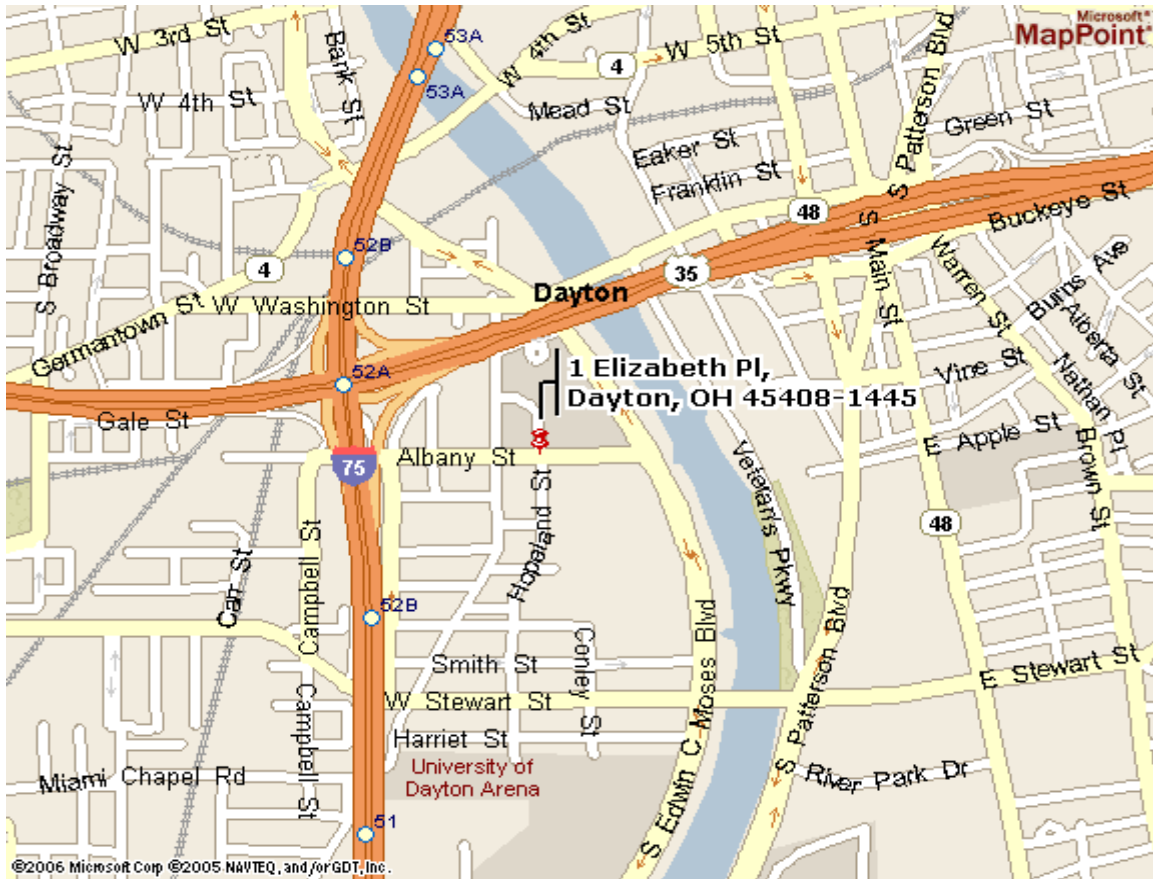 Microsoft®
MapPoint®
W 3rd St
Bank St
53A
W 4th St
4
W 5th St
S Patterson Blvd
53A
W 4th St
Mead St
Green St
Eaker St
Franklin St
S Broadway St
48
S Main St
Buckeye St
52B
4
35
Warren St
Burns Ave
Dayton
W Washington St
Germantown St
Alberta St
52A
1 Elizabeth Pl,
Dayton, OH 45408-1445
Vine St
Nathan Pl
Gale St
E Apple St
Albany St
75
Veteran's Pkwy
Brown St
Hopeland St
48
Campbell St
Carr St
52B
Conley St
Smith St
S Patterson Blvd
E Stewart St
W Stewart St
Campbell St
Harriet St
S Edwin C Moses Blvd
Miami Chapel Rd
University of
Dayton Arena
River Park Dr
51
©2006 Microsoft Corp ©2005 NAVTEQ, and/or GDT, Inc.